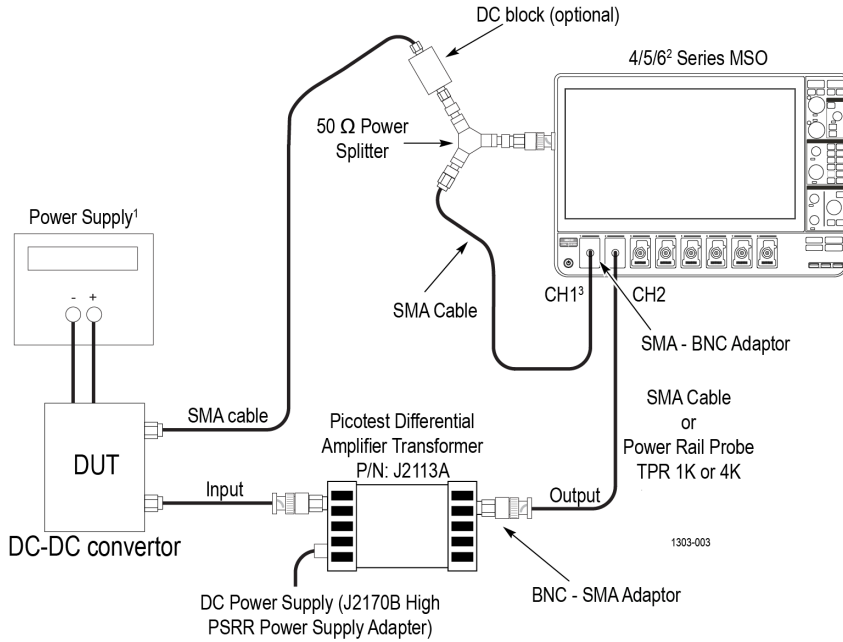 DC block (optional)
4/5/6² Series MSO
50 Ω Power
Splitter
Power Supply¹
- +
SMA Cable
CH1³
CH2
SMA - BNC Adaptor
SMA cable
Picotest Differential
Amplifier Transformer
P/N: J2113A
SMA Cable
or
Power Rail Probe
TPR 1K or 4K
DUT
Input
Output
DC-DC convertor
1303-003
DC Power Supply (J2170B High
PSRR Power Supply Adapter)
BNC - SMA Adaptor